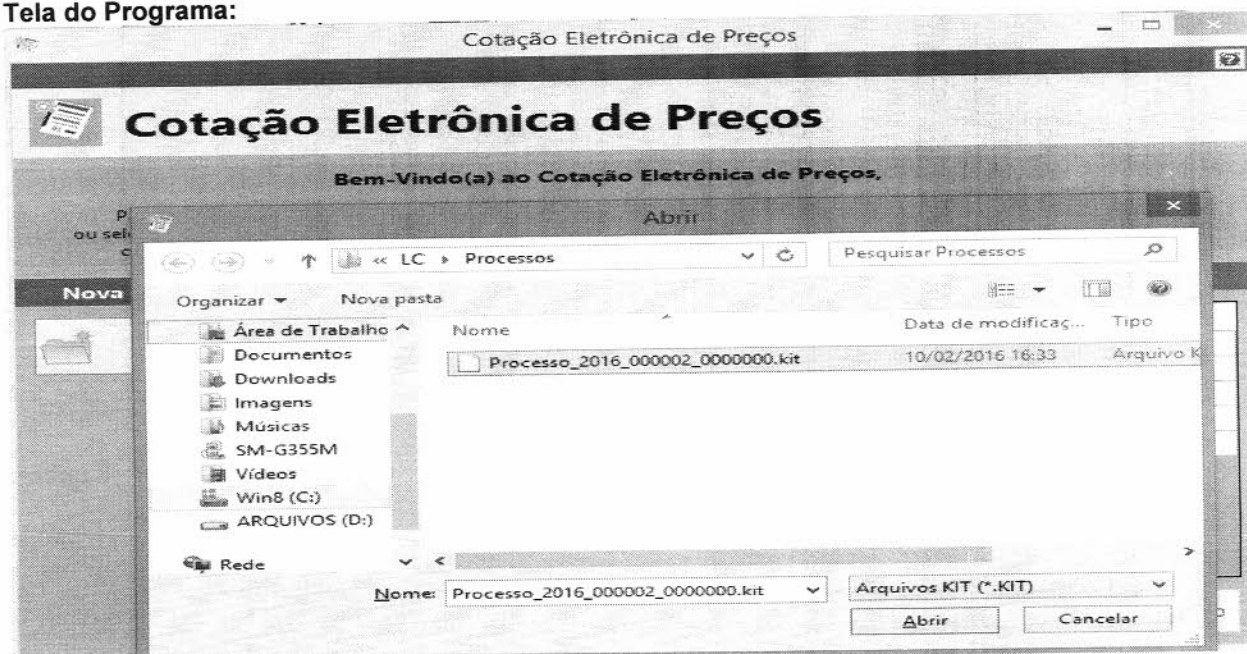 Tela do Programa:
Cotação Eletrônica de Preços
Cotação Eletrônica de Preços
Bem-Vindo(a) ao Cotação Eletrônica de Preços,
P
ou sel
Abrir
« LC ▸ Processos
Pesquisar Processos
Nova
Organizar
Nova pasta
Área de Trabalho
Documentos
Downloads
Imagens
Músicas
SM-G355M
Vídeos
Win8 (C:)
ARQUIVOS (D:)
Rede
Nome
Data de modificaç...
Tipo
Processo_2016_000002_0000000.kit
10/02/2016 16:33
Arquivo K
Nome:
Processo_2016_000002_0000000.kit
Arquivos KIT (*.KIT)
Abrir
Cancelar